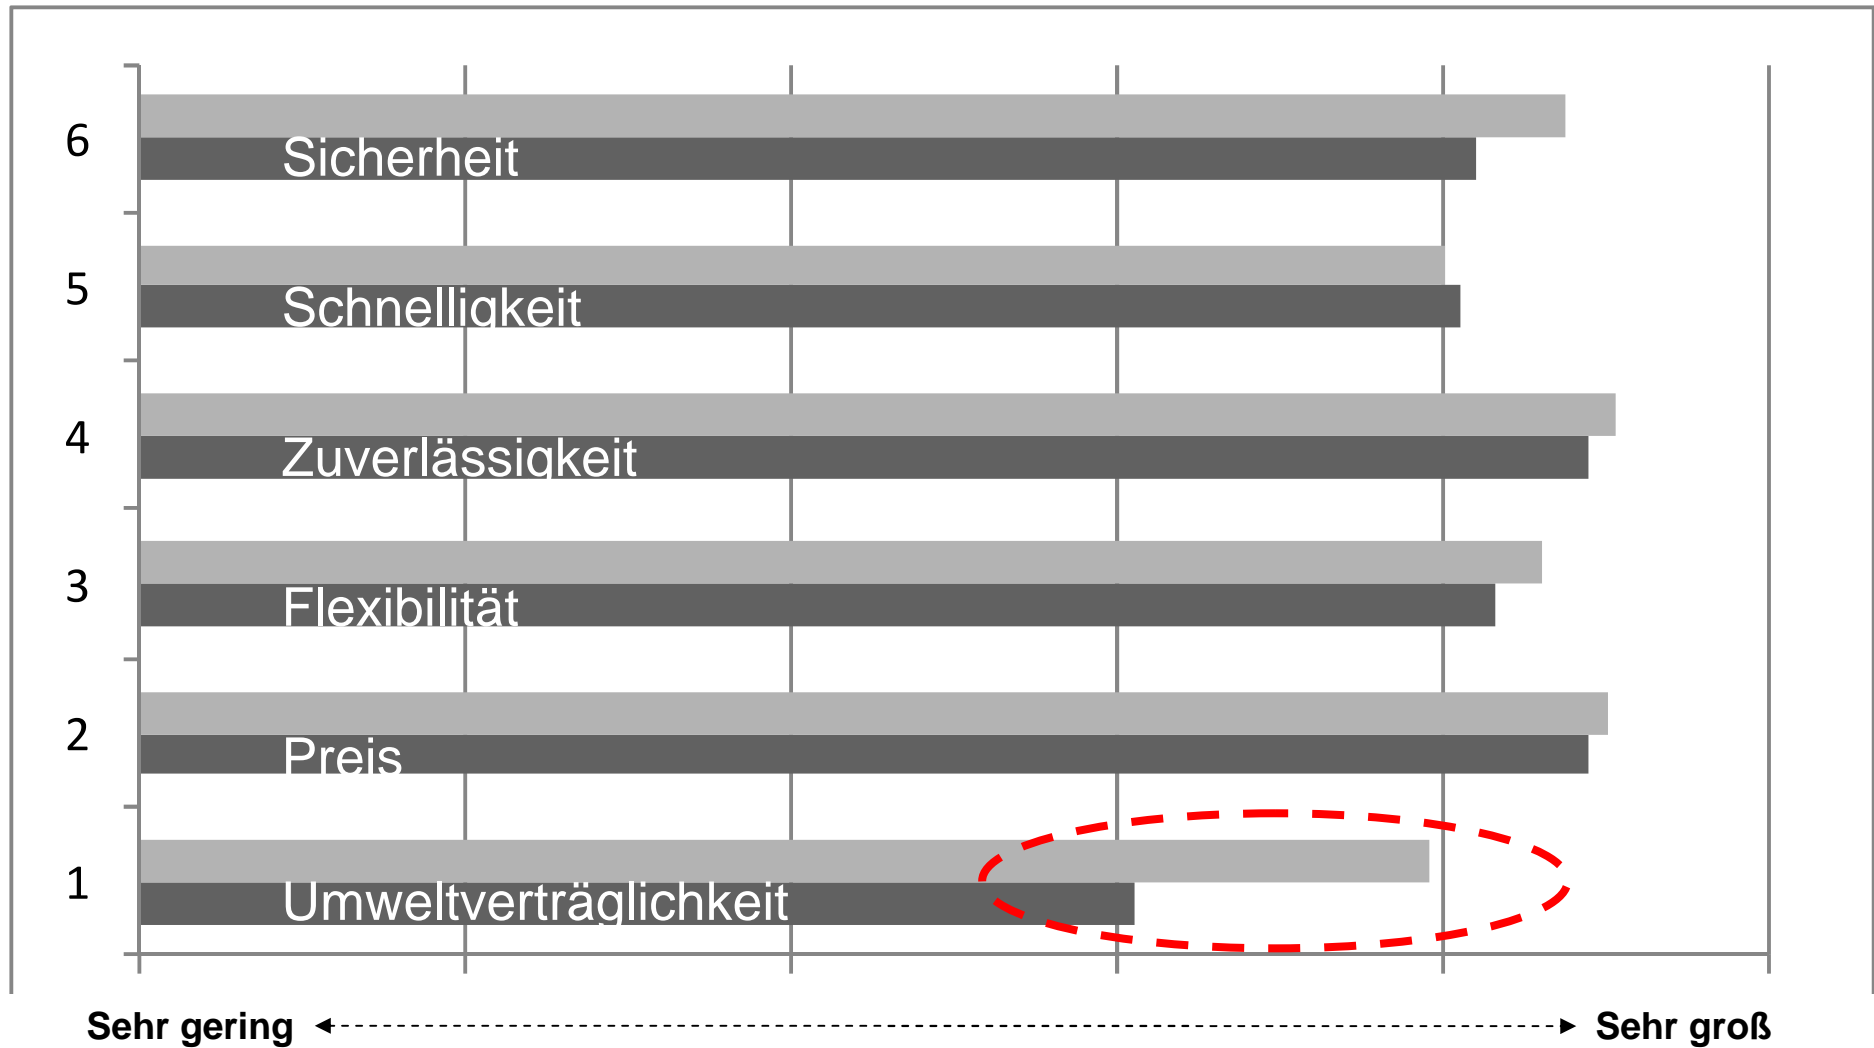 6
Sicherheit
5
Schnelligkeit
4
Zuverlässigkeit
3
Flexibilität
2
Preis
1
Umweltverträglichkeit
Sehr gering
Sehr groß